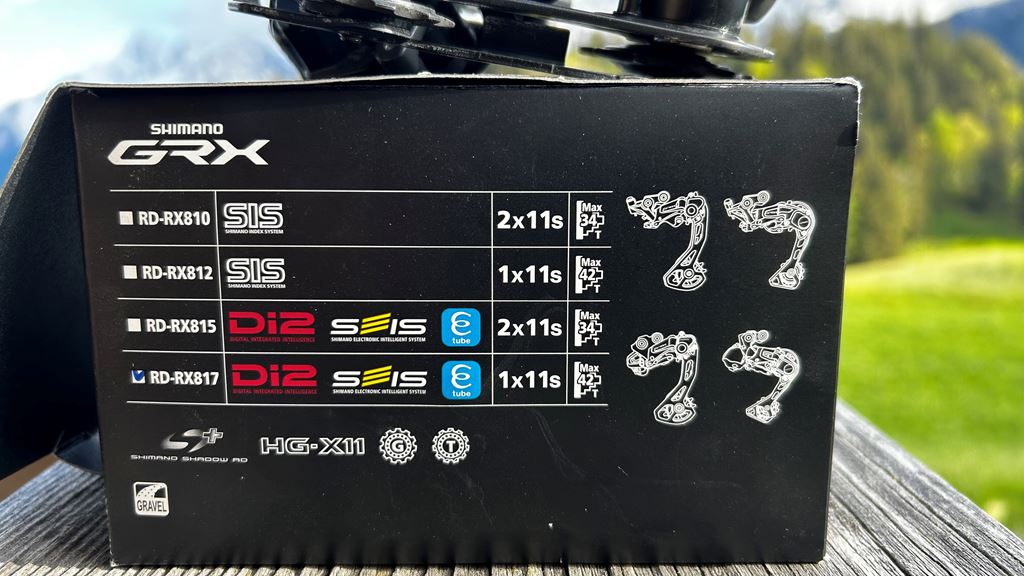 SHIMANO
GRX
RD-RX810 SIS SHIMANO INDEX SYSTEM 2x11s Max 34T
RD-RX812 SIS SHIMANO INDEX SYSTEM 1x11s Max 42T
RD-RX815 Di2 DIGITAL INTEGRATED INTELLIGENCE SEIS SHIMANO ELECTRONIC INTELLIGENT SYSTEM E tube 2x11s Max 34T
RD-RX817 Di2 DIGITAL INTEGRATED INTELLIGENCE SEIS SHIMANO ELECTRONIC INTELLIGENT SYSTEM E tube 1x11s Max 42T
S+ SHIMANO SHADOW RD HG-X11 G T
GRAVEL